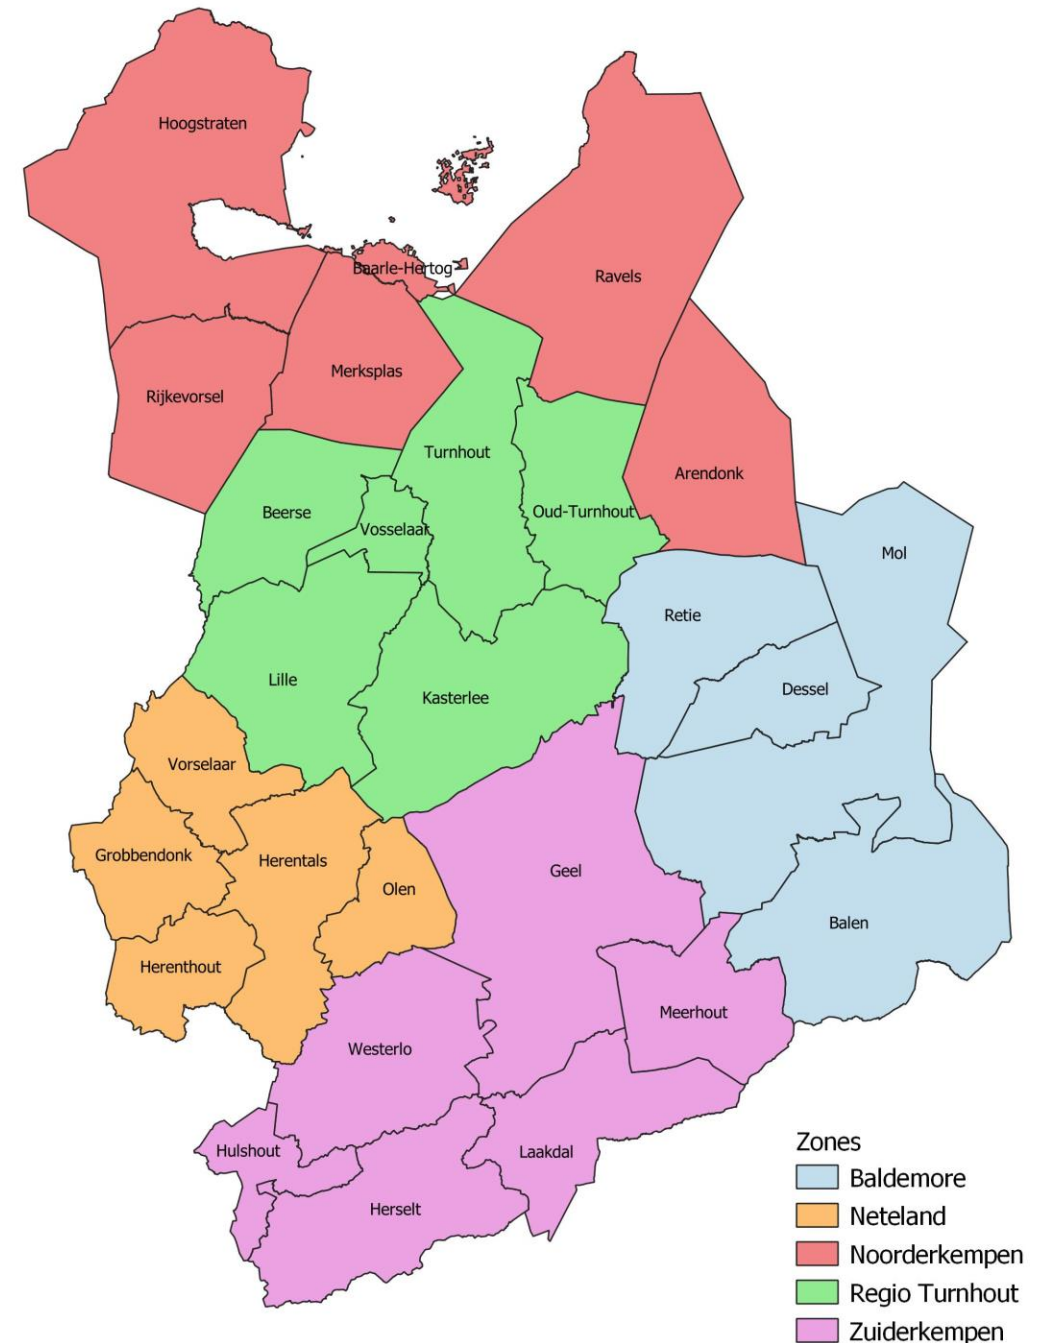 Hoogstraten
Baarle-Hertog
Ravels
Merksplas
Rijkevorsel
Turnhout
Arendonk
Beerse
Oud-Turnhout
Vosselaar
Mol
Retie
Lille
Dessel
Kasterlee
Vorselaar
Grobbendonk
Herentals
Geel
Olen
Balen
Herenthout
Meerhout
Westerlo
Hulshout
Laakdal
Herselt
Zones
Baldemore
Neteland
Noorderkempen
Regio Turnhout
Zuiderkempen